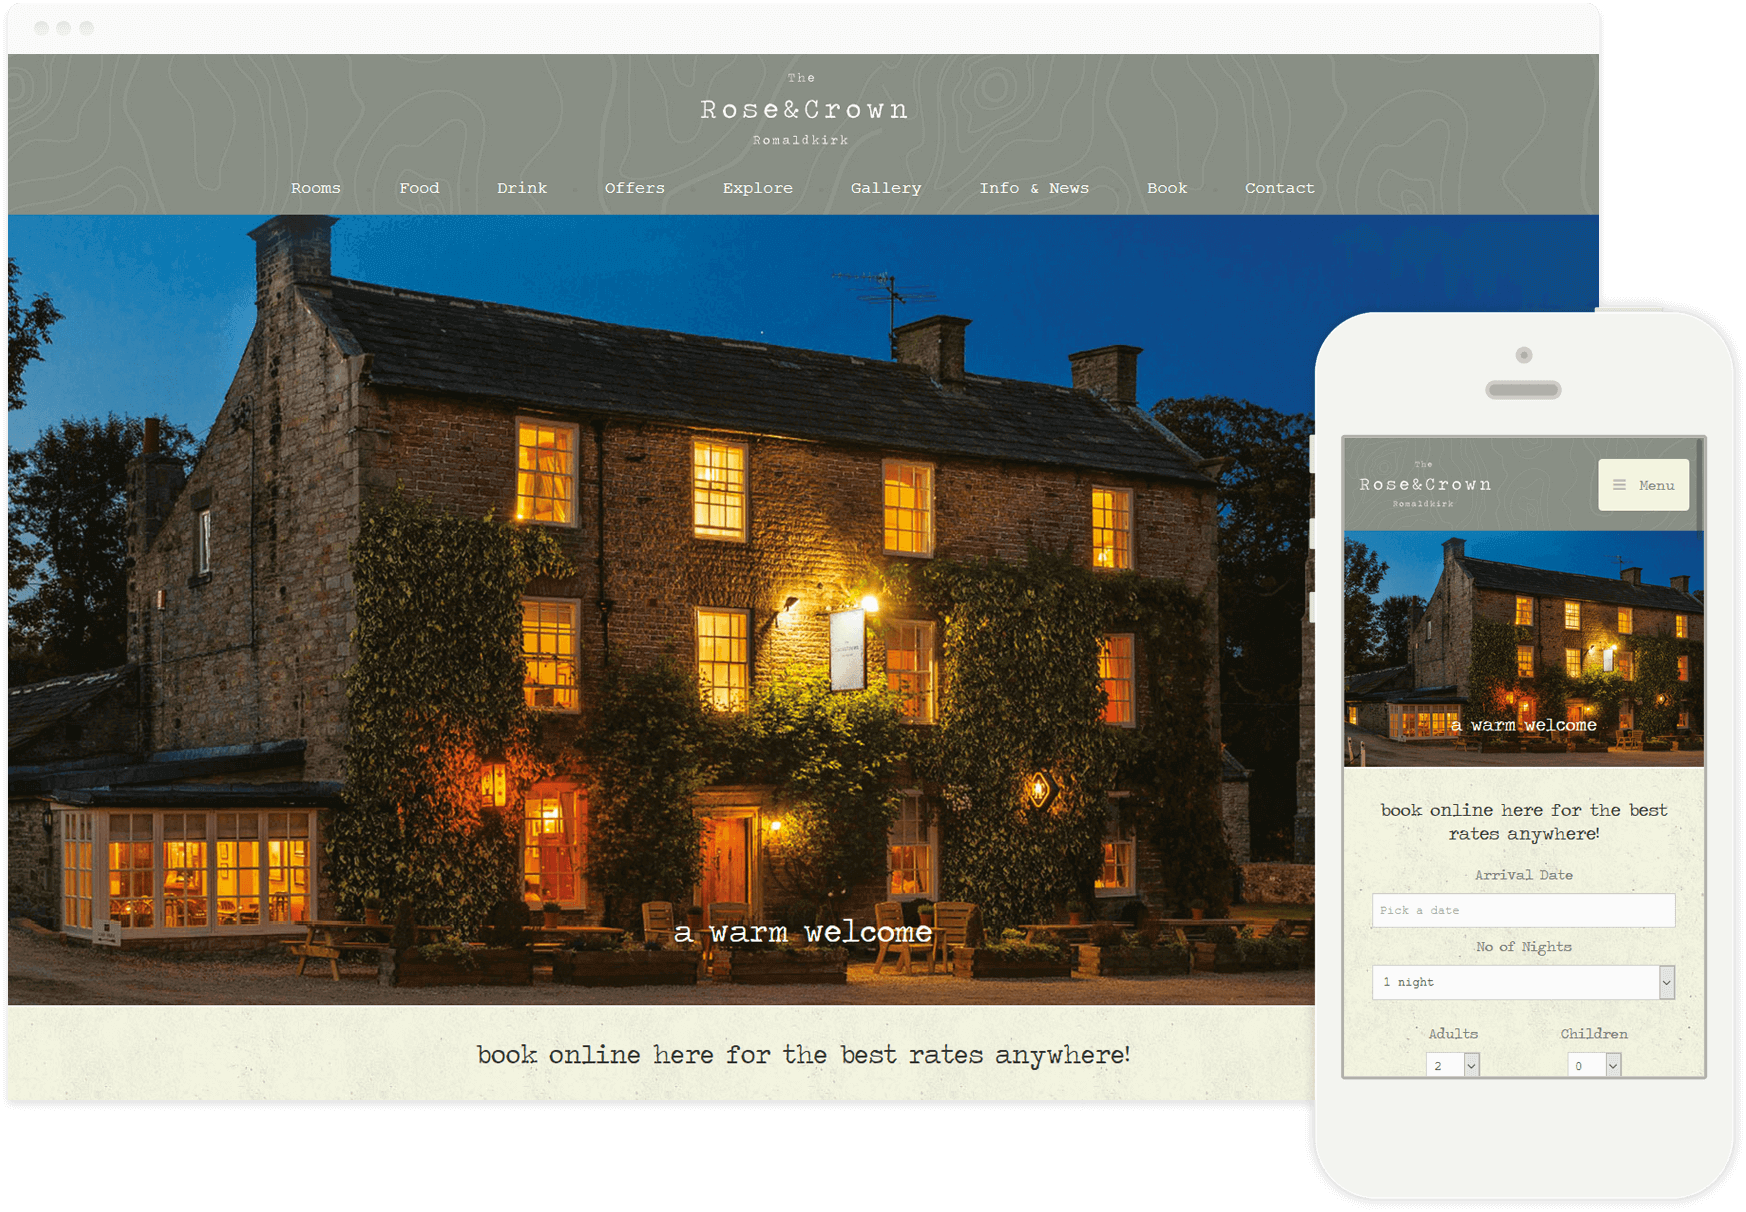 The
Rose&Crown
Romaldkirk
Rooms Food Drink Offers Explore Gallery Info & News Book Contact
a warm welcome
book online here for the best rates anywhere!
The
Rose&Crown
Romaldkirk
Menu
a warm welcome
book online here for the best
rates anywhere!
Arrival Date
Pick a date
No of Nights
1 night
Adults Children
2 0